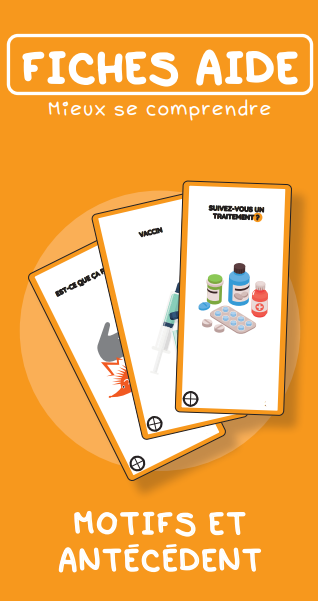 FICHES AIDE
Mieux se comprendre
SUIVEZ-VOUS UN
TRAITEMENT ?
VACCIN
EST-CE QUE ÇA
MOTIFS ET
ANTÉCÉDENT